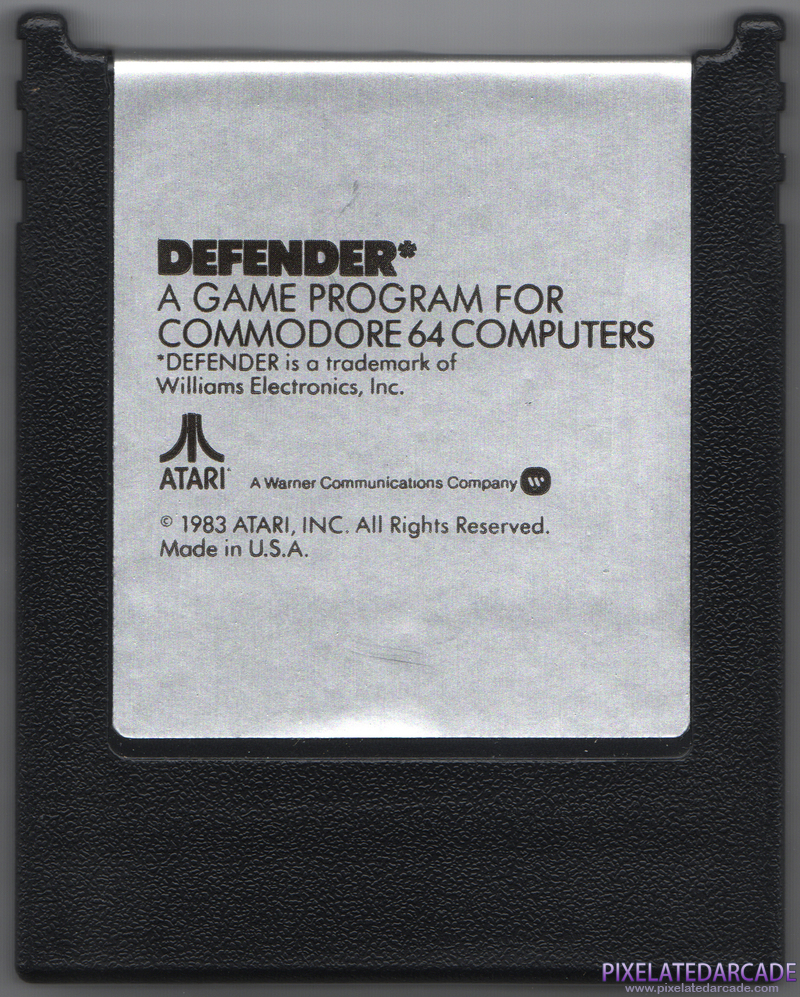 DEFENDER*
A GAME PROGRAM FOR
COMMODORE 64 COMPUTERS
*DEFENDER is a trademark of
Williams Electronics, Inc.
ATARI® A Warner Communications Company
© 1983 ATARI, INC. All Rights Reserved.
Made in U.S.A.
PIXELATEDARCADE
www.pixelatedarcade.com